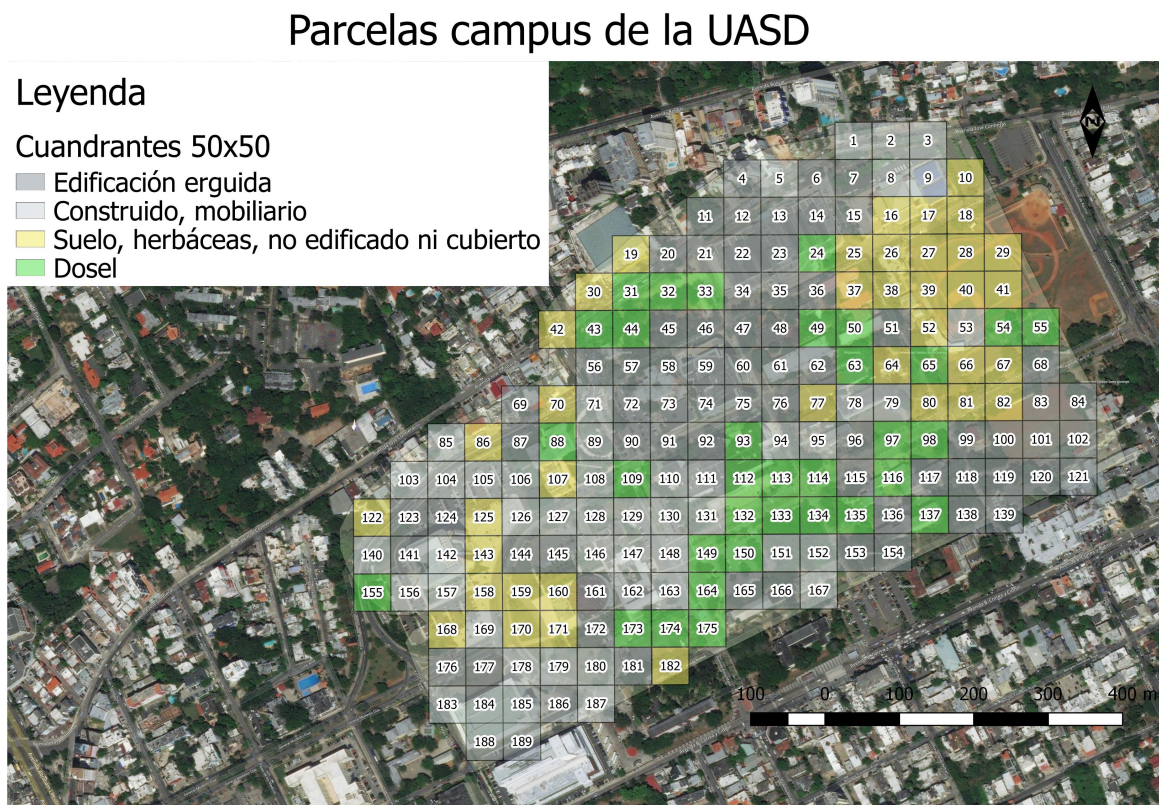 Parcelas campus de la UASD
Leyenda
Cuandrantes 50x50
Edificación erguida
Construido, mobiliario
Suelo, herbáceas, no edificado ni cubierto
Dosel
N
1 2 3
4 5 6 7 8 9 10
11 12 13 14 15 16 17 18
19 20 21 22 23 24 25 26 27 28 29
30 31 32 33 34 35 36 37 38 39 40 41
42 43 44 45 46 47 48 49 50 51 52 53 54 55
56 57 58 59 60 61 62 63 64 65 66 67 68
69 70 71 72 73 74 75 76 77 78 79 80 81 82 83 84
85 86 87 88 89 90 91 92 93 94 95 96 97 98 99 100 101 102
103 104 105 106 107 108 109 110 111 112 113 114 115 116 117 118 119 120 121
122 123 124 125 126 127 128 129 130 131 132 133 134 135 136 137 138 139
140 141 142 143 144 145 146 147 148 149 150 151 152 153 154
155 156 157 158 159 160 161 162 163 164 165 166 167
168 169 170 171 172 173 174 175
176 177 178 179 180 181 182
183 184 185 186 187
188 189
100 0 100 200 300 400 m